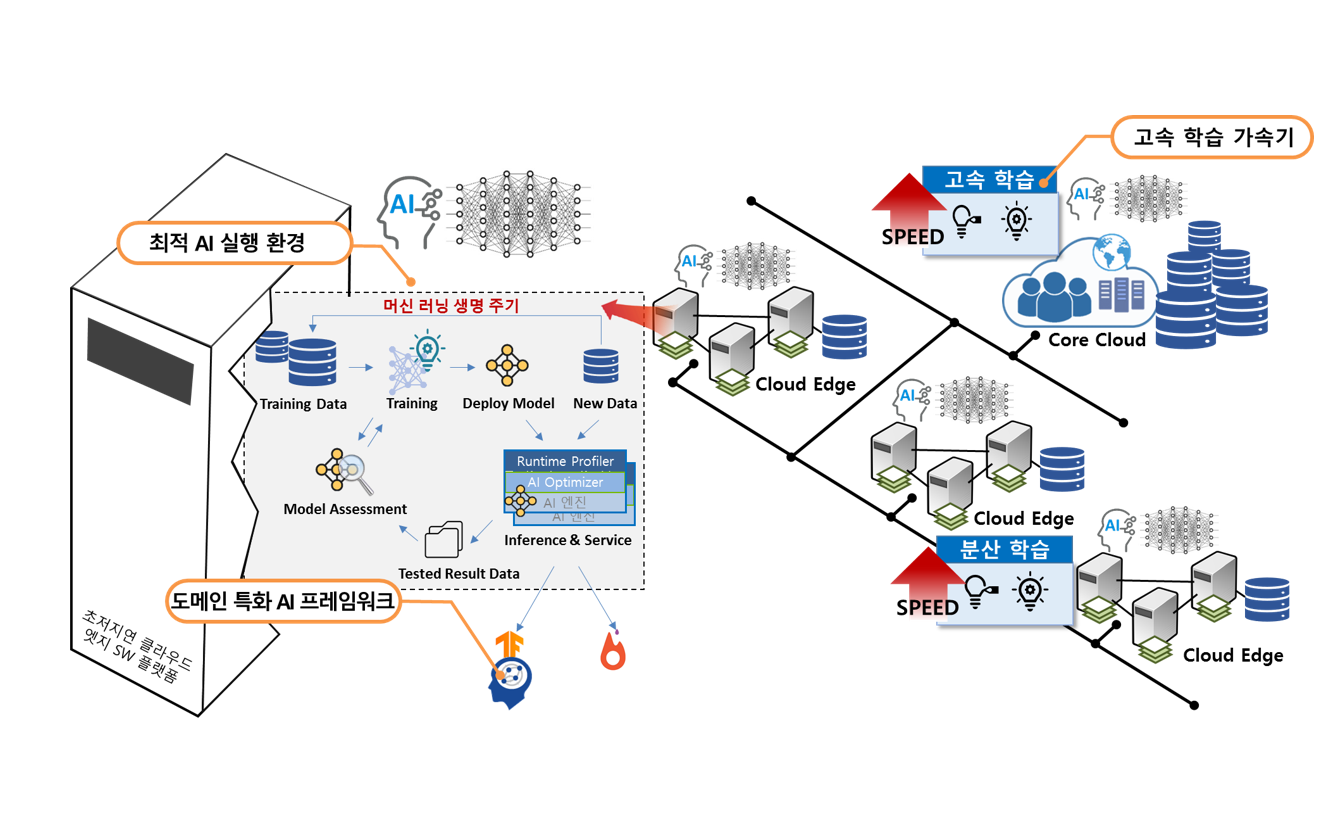 최적 AI 실행 환경
AI
머신 러닝 생명 주기
Training Data
Training
Deploy Model
New Data
Model Assessment
Runtime Profiler
AI Optimizer
AI 엔진
AI 엔진
Inference & Service
Tested Result Data
도메인 특화 AI 프레임워크
초저지연 클라우드
엣지 SW 플랫폼
AI
Cloud Edge
고속 학습 가속기
고속 학습
SPEED
AI
Core Cloud
AI
Cloud Edge
분산 학습
SPEED
AI
Cloud Edge